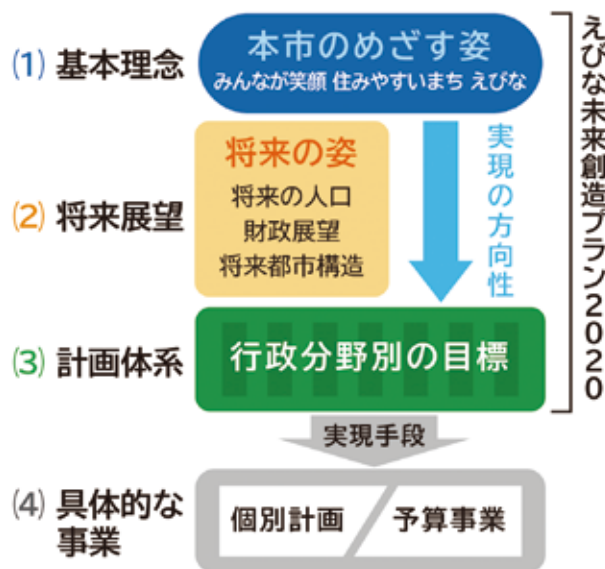 (1) 基本理念
本市のめざす姿
みんなが笑顔 住みやすいまち えびな
(2) 将来展望
将来の姿
将来の人口
財政展望
将来都市構造
実現の方向性
(3) 計画体系
行政分野別の目標
えびな未来創造プラン2020
実現手段
(4) 具体的な
事業
個別計画
予算事業